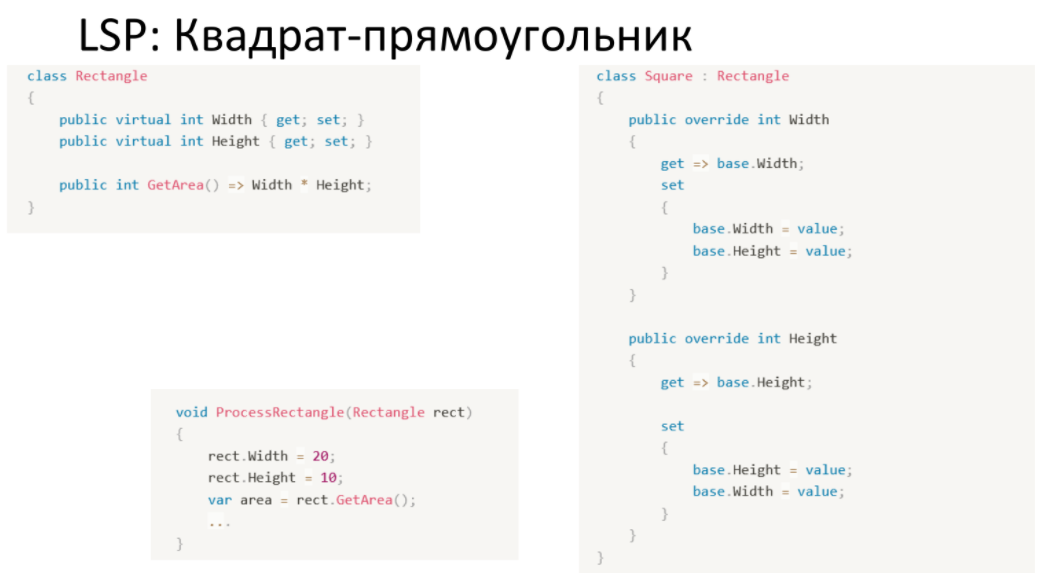 LSP: Квадрат-прямоугольник
class Rectangle
{
    public virtual int Width { get; set; }
    public virtual int Height { get; set; }

    public int GetArea() => Width * Height;
}
class Square : Rectangle
{
    public override int Width
    {
        get => base.Width;
        set
        {
            base.Width = value;
            base.Height = value;
        }
    }

    public override int Height
    {
        get => base.Height;

        set
        {
            base.Height = value;
            base.Width = value;
        }
    }
}
void ProcessRectangle(Rectangle rect)
{
    rect.Width = 20;
    rect.Height = 10;
    var area = rect.GetArea();
    ...
}